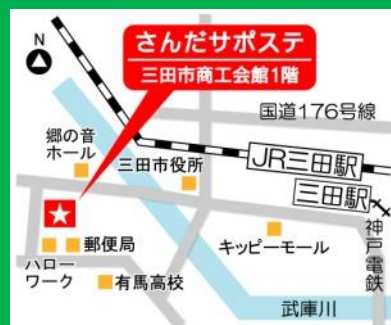 N
さんだサポステ
三田市商工会館1階
国道176号線
郷の音
ホール
三田市役所
JR三田駅
三田駅
神戸電鉄
郵便局
キッピーモール
ハロー
ワーク
有馬高校
武庫川